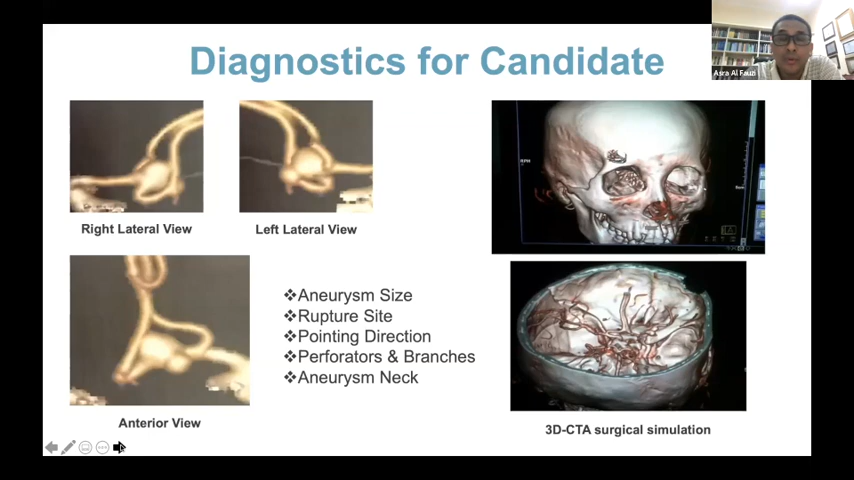 Diagnostics for Candidate
Asra Al Fauzi
Right Lateral View
Left Lateral View
❖Aneurysm Size
❖Rupture Site
❖Pointing Direction
❖Perforators & Branches
❖Aneurysm Neck
Anterior View
3D-CTA surgical simulation